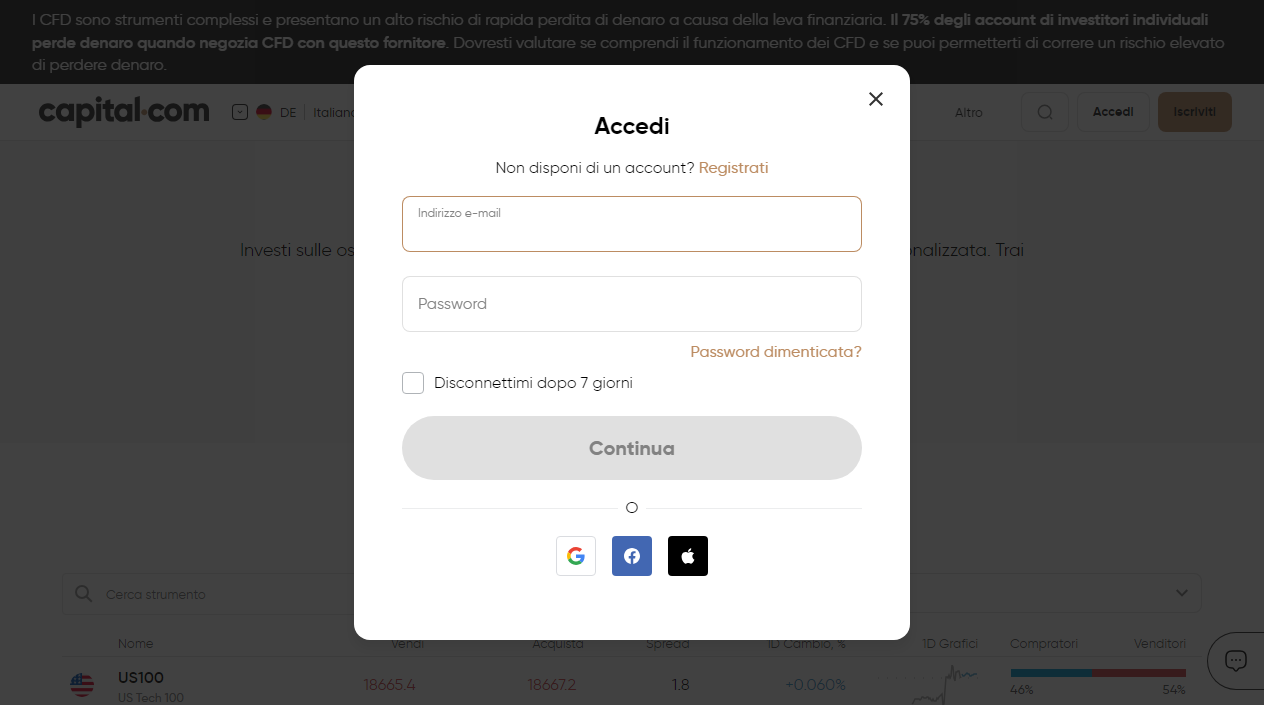 I CFD sono strumenti complessi e presentano un alto rischio di rapida perdita di denaro a causa della leva finanziaria. Il 75% degli account di investitori individuali
perde denaro quando negozia CFD con questo fornitore. Dovresti valutare se comprendi il funzionamento dei CFD e se puoi permetterti di correre un rischio elevato
di perdere denaro.
capital.com DE Altro Accedi Iscriviti
Accedi
Non disponi di un account? Registrati
Indirizzo e-mail
Investi sulle Trai
Password
Password dimenticata?
Disconnettimi dopo 7 giorni
Continua
O
Cerca strumento
Nome Vendi Acquista Spread 1D Cambio, % 1D Grafici Compratori Venditori
US100 18665.4 18667.2 1.8 +0.060%
US Tech 100 46% 54%